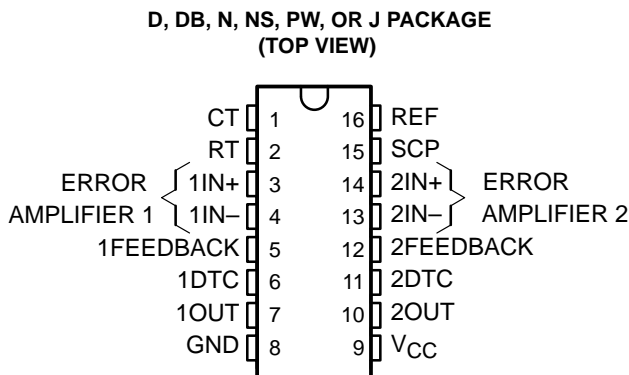 D, DB, N, NS, PW, OR J PACKAGE
(TOP VIEW)
CT 1 16 REF
RT 2 15 SCP
ERROR 1IN+ 3 14 2IN+ ERROR
AMPLIFIER 1 1IN– 4 13 2IN– AMPLIFIER 2
1FEEDBACK 5 12 2FEEDBACK
1DTC 6 11 2DTC
1OUT 7 10 2OUT
GND 8 9 VCC